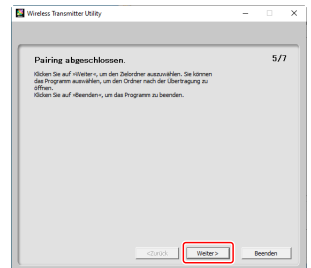 Wireless Transmitter Utility
Pairing abgeschlossen. 5/7
Klicken Sie auf »Weiter«, um den Zielordner auszuwählen. Sie können
das Programm auswählen, um den Ordner nach der Übertragung zu
öffnen.
Klicken Sie auf »Beenden«, um das Programm zu beenden.
<Zurück Weiter> Beenden